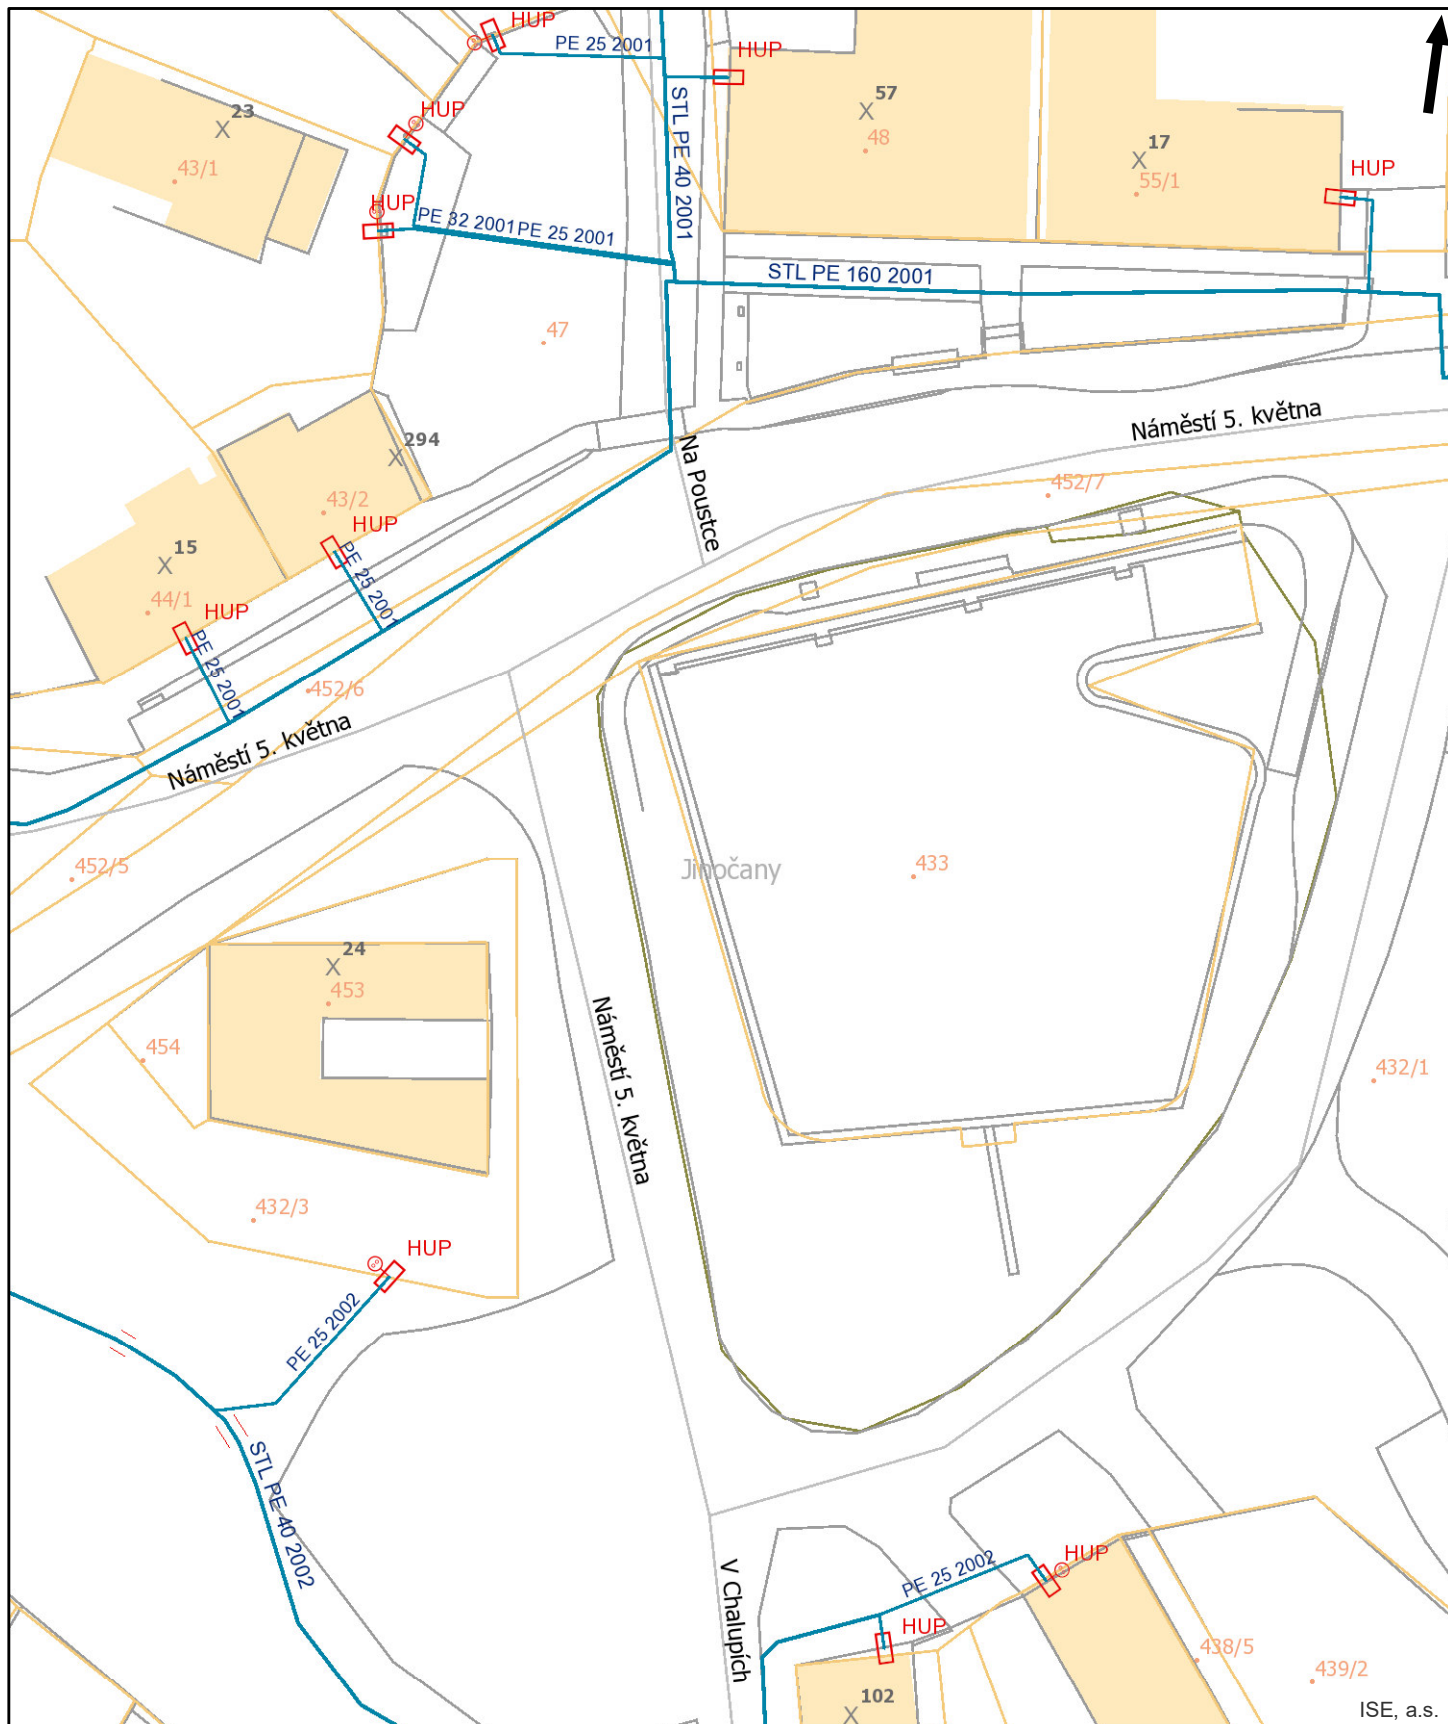 HUP
PE 25 2001
HUP
57
48
23
HUP
STL PE 40 2001
17
43/1
55/1
HUP
HUP
PE 32 2001
PE 25 2001
STL PE 160 2001
47
Náměstí 5. května
294
Na Poustce
43/2
452/7
HUP
15
PE 25 2001
44/1
HUP
PE 25 2001
452/6
Náměstí 5. května
452/5
Jinočany
433
24
453
454
Náměstí 5. května
432/1
432/3
HUP
PE 25 2002
STL PE 40 2002
HUP
PE 25 2002
V Chalupích
HUP
438/5
439/2
102
ISE, a.s.